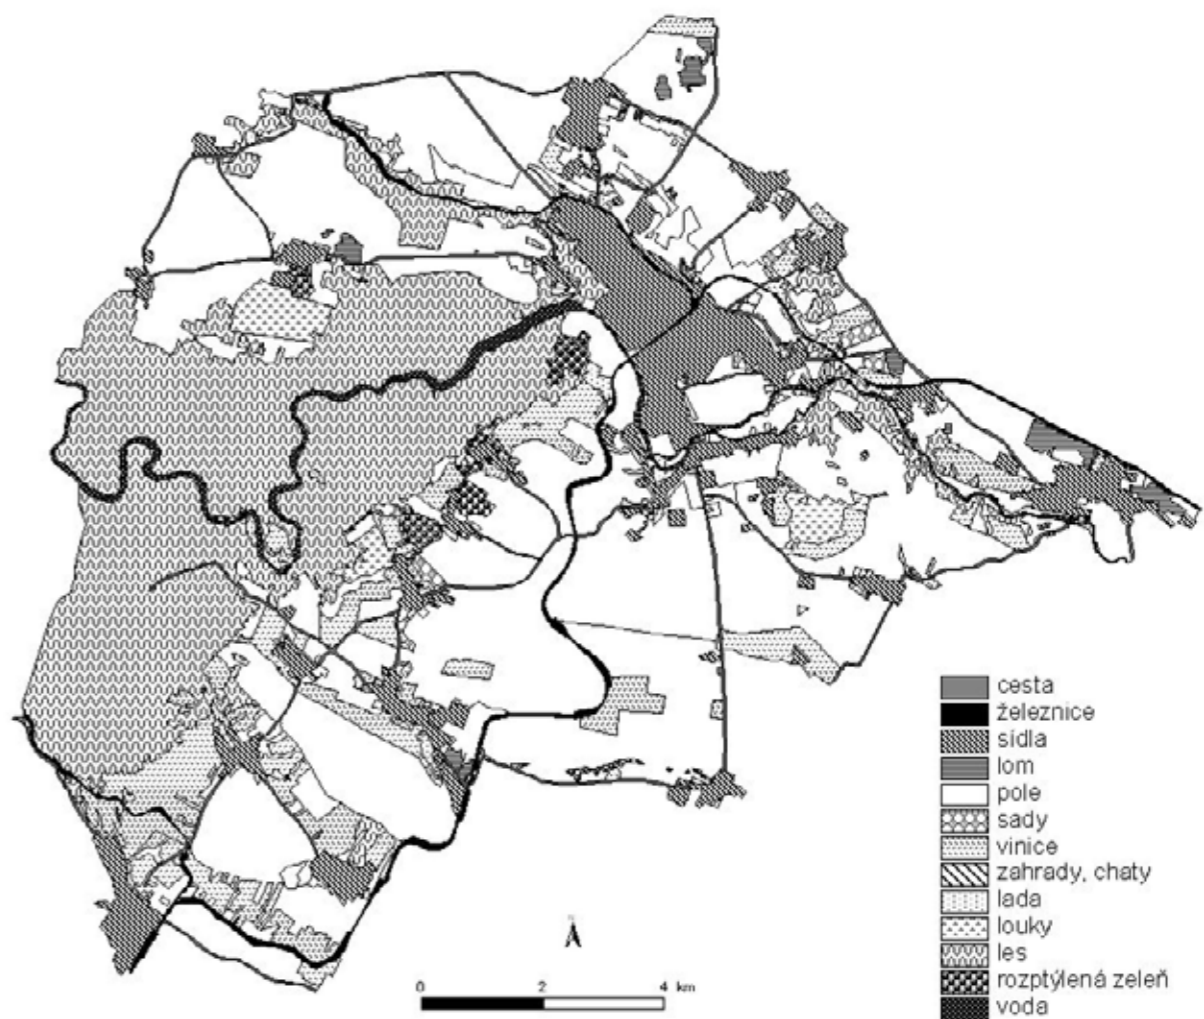 cesta
železnice
sídla
lom
pole
sady
vinice
zahrady, chaty
lada
louky
les
rozptýlená zeleň
voda
0 2 4 km